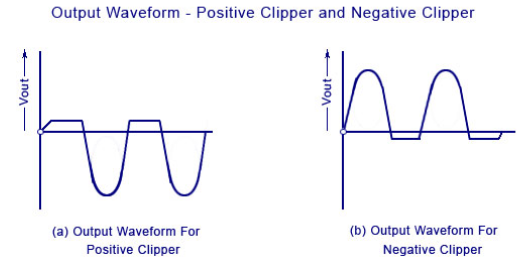 Output Waveform - Positive Clipper and Negative Clipper
Vout
Vout
(a) Output Waveform For
Positive Clipper
(b) Output Waveform For
Negative Clipper